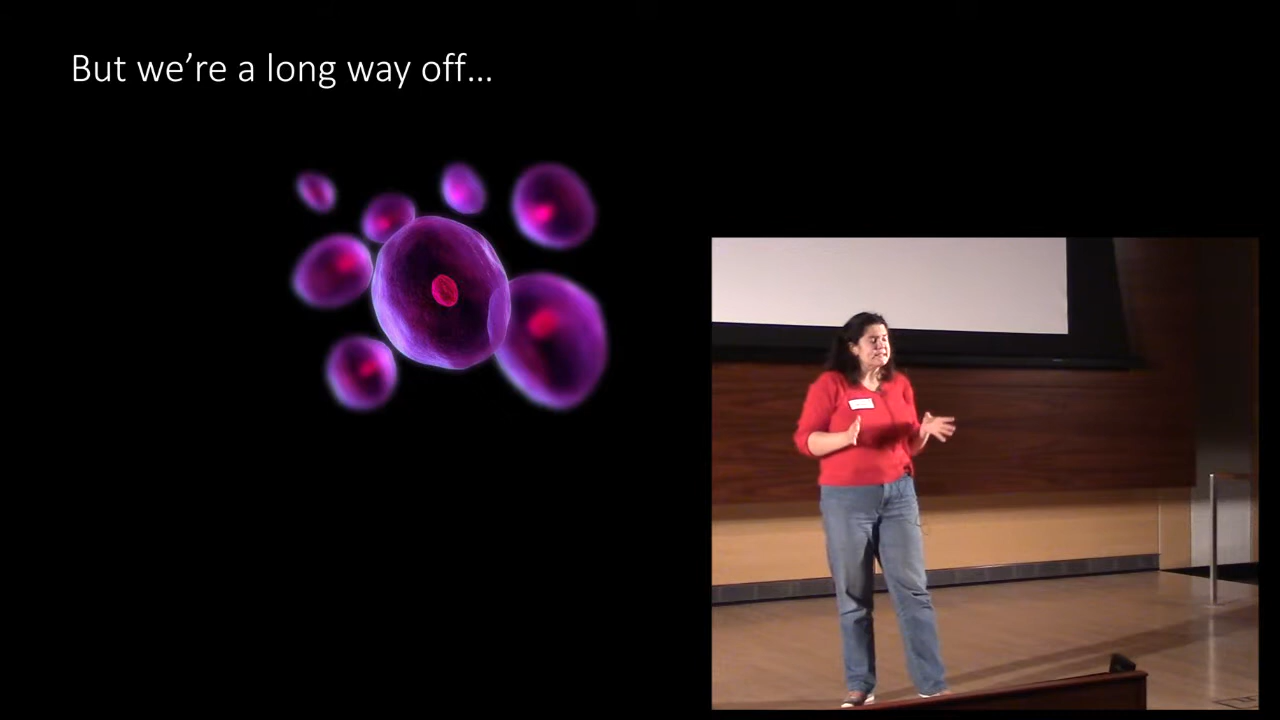 But we’re a long way off...